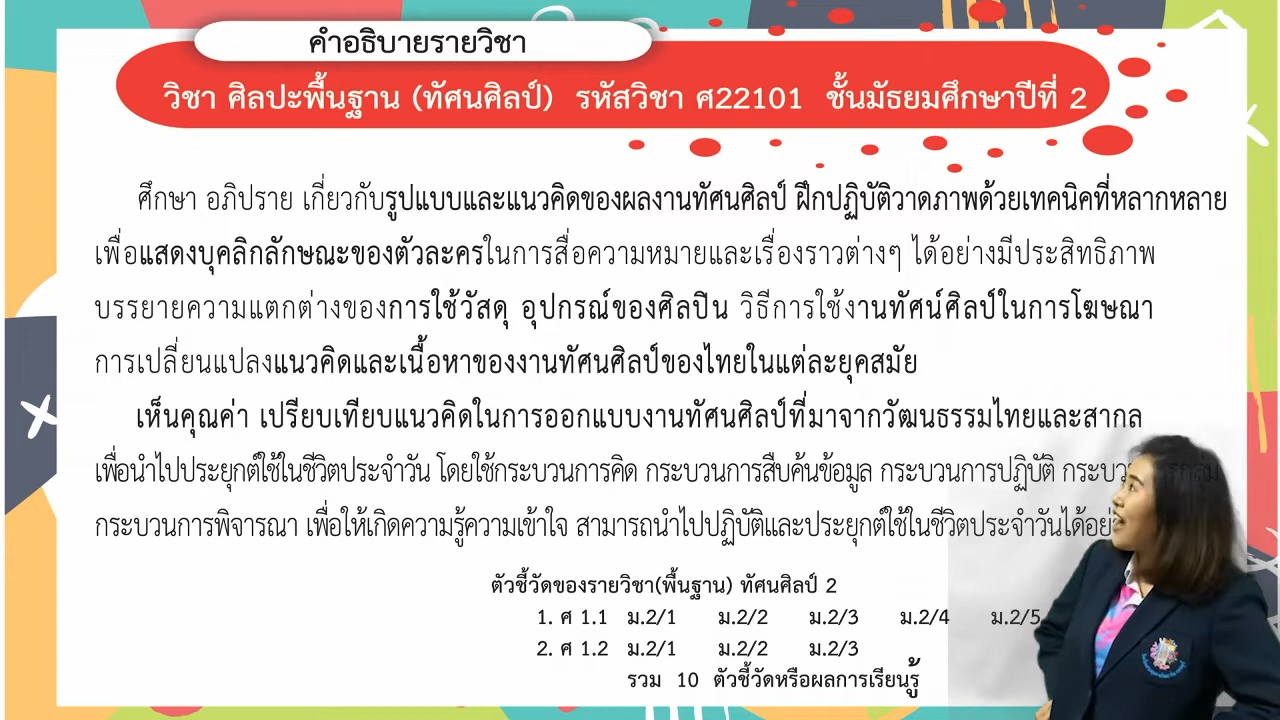 คำอธิบายรายวิชา
วิชา ศิลปะพื้นฐาน (ทัศนศิลป์) รหัสวิชา ศ22101 ชั้นมัธยมศึกษาปีที่ 2
ศึกษา อภิปราย เกี่ยวกับรูปแบบและแนวคิดของผลงานทัศนศิลป์ ฝึกปฏิบัติวาดภาพด้วยเทคนิคที่หลากหลาย
เพื่อแสดงบุคลิกลักษณะของตัวละครในการสื่อความหมายและเรื่องราวต่างๆ ได้อย่างมีประสิทธิภาพ
บรรยายความแตกต่างของการใช้วัสดุ อุปกรณ์ของศิลปิน วิธีการใช้งานทัศน์ศิลป์ในการโฆษณา
การเปลี่ยนแปลงแนวคิดและเนื้อหาของงานทัศนศิลป์ของไทยในแต่ละยุคสมัย
เห็นคุณค่า เปรียบเทียบแนวคิดในการออกแบบงานทัศนศิลป์ที่มาจากวัฒนธรรมไทยและสากล
เพื่อนำไปประยุกต์ใช้ในชีวิตประจำวัน โดยใช้กระบวนการคิด กระบวนการสืบค้นข้อมูล กระบวนการปฏิบัติ
กระบวนการพิจารณา เพื่อให้เกิดความรู้ความเข้าใจ สามารถนำไปปฏิบัติและประยุกต์ใช้ในชีวิตประจำวันได้
ตัวชี้วัดของรายวิชา(พื้นฐาน) ทัศนศิลป์ 2
1. ศ 1.1 ม.2/1 ม.2/2 ม.2/3 ม.2/4 ม.2/5
2. ศ 1.2 ม.2/1 ม.2/2 ม.2/3
รวม 10 ตัวชี้วัดหรือผลการเรียนรู้